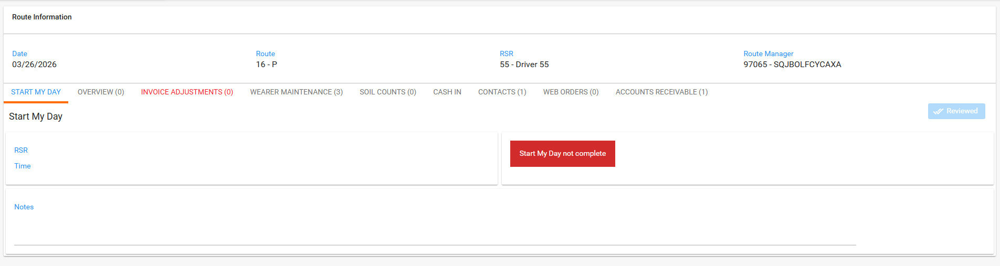 Route Information
Date
03/26/2026
Route
16 - P
RSR
55 - Driver 55
Route Manager
97065 - SQJBOLFCYCAXA
START MY DAY
OVERVIEW (0)
INVOICE ADJUSTMENTS (0)
WEARER MAINTENANCE (3)
SOIL COUNTS (0)
CASH IN
CONTACTS (1)
WEB ORDERS (0)
ACCOUNTS RECEIVABLE (1)
Start My Day
Reviewed
RSR
Time
Start My Day not complete
Notes